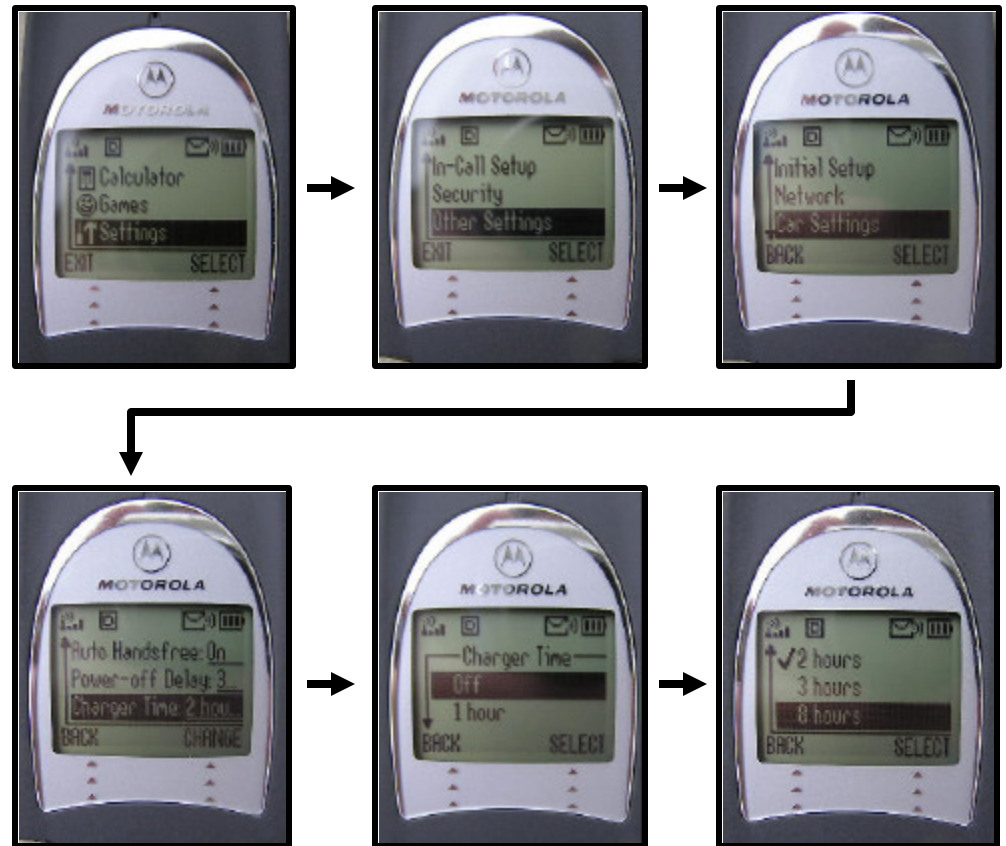 MOTOROLA
Calculator
Games
Settings
EXIT SELECT
MOTOROLA
In-Call Setup
Security
Other Settings
EXIT SELECT
MOTOROLA
Initial Setup
Network
Car Settings
BACK SELECT
MOTOROLA
Auto Handsfree: On
Power-off Delay: 3
Charger Time: 2 hou
BACK CHANGE
MOTOROLA
Charger Time
Off
1 hour
BACK SELECT
MOTOROLA
2 hours
3 hours
8 hours
BACK SELECT